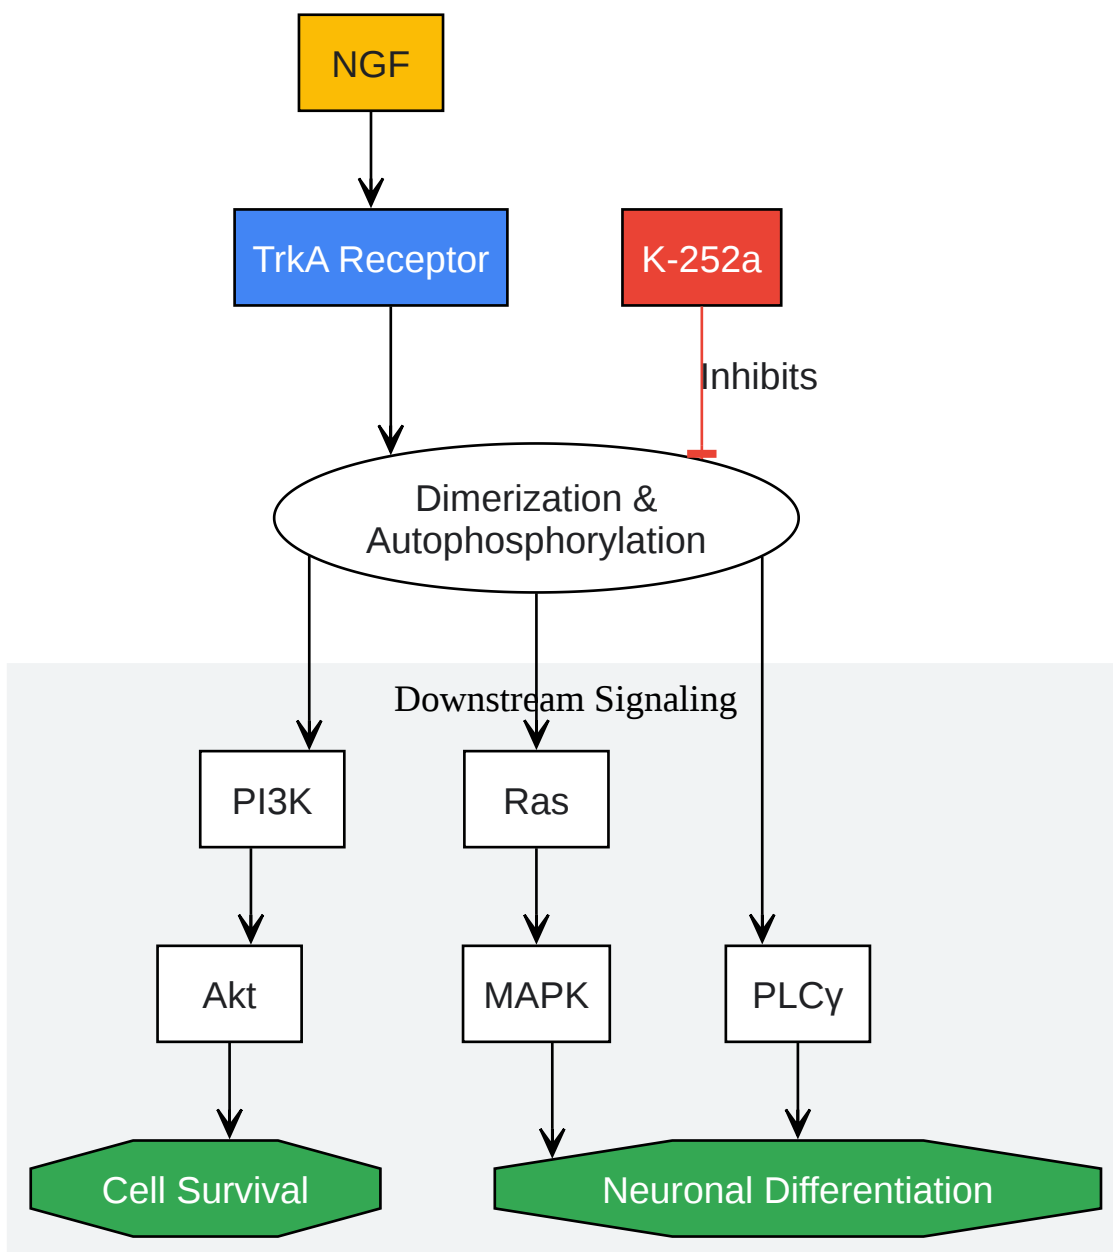 NGF
TrkA Receptor
K-252a
Inhibits
Dimerization &
Autophosphorylation
Downstream Signaling
PI3K
Ras
Akt
MAPK
PLCγ
Cell Survival
Neuronal Differentiation